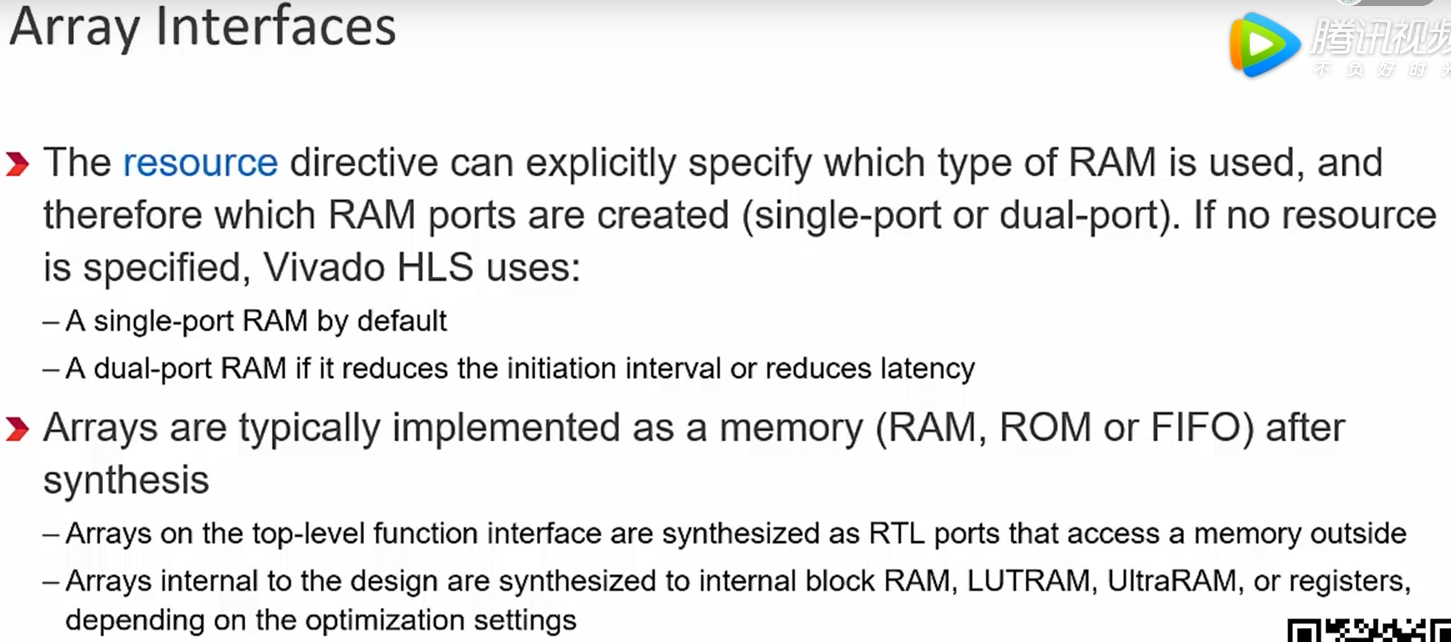 Array Interfaces
腾讯视频
不负好时光
The resource directive can explicitly specify which type of RAM is used, and
therefore which RAM ports are created (single-port or dual-port). If no resource
is specified, Vivado HLS uses:
– A single-port RAM by default
– A dual-port RAM if it reduces the initiation interval or reduces latency
Arrays are typically implemented as a memory (RAM, ROM or FIFO) after
synthesis
– Arrays on the top-level function interface are synthesized as RTL ports that access a memory outside
– Arrays internal to the design are synthesized to internal block RAM, LUTRAM, UltraRAM, or registers,
depending on the optimization settings